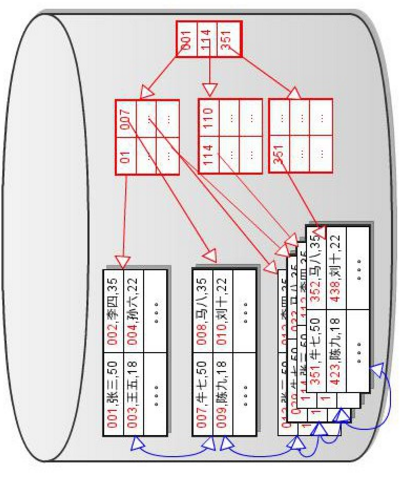 001 114 351
01 007 ... ... ... ...
114 110 ... ... ... ...
351 ... ... ... ... ...
001,张三,50 002,李四,35
003,王五,18 004,孙六,22
...
007,牛七,50 008,马八,35
009,陈九,18 010,刘十,22
...
351,牛七,50 352,马八,35
423,陈九,18 438,刘十,22
...